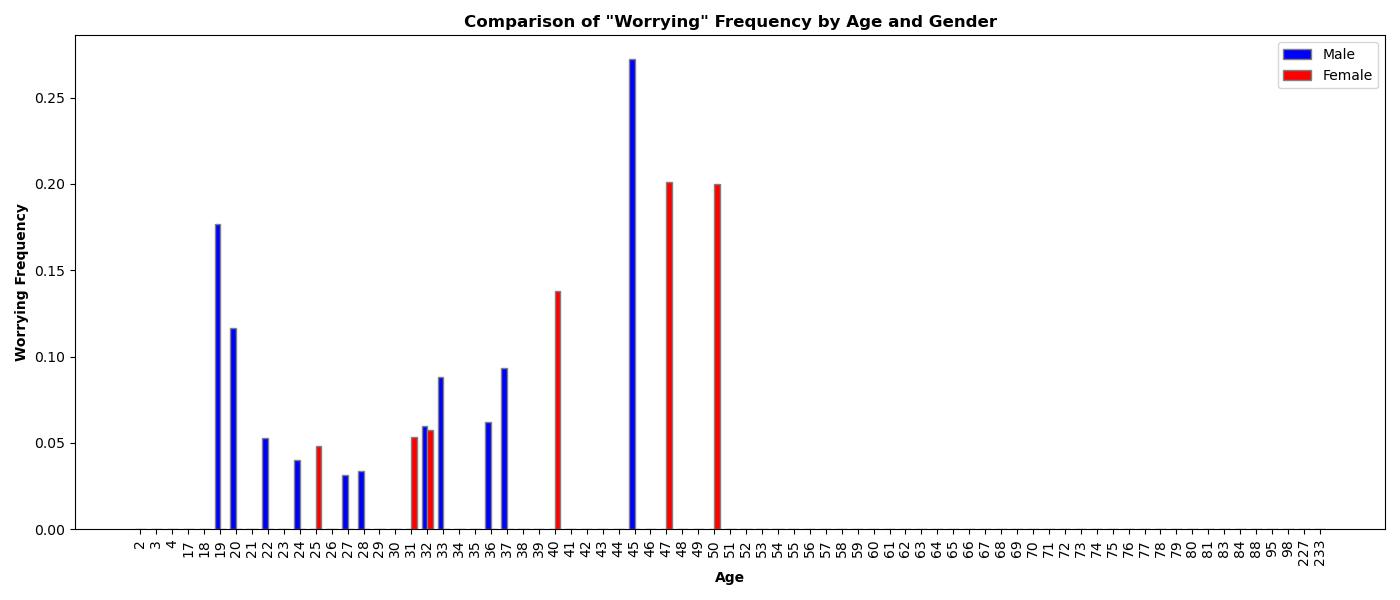 Comparison of "Worrying" Frequency by Age and Gender
Male
Female
0.25
0.20
0.15
0.10
0.05
0.00
Worrying Frequency
2 3 4 17 18 19 20 21 22 23 24 25 26 27 28 29 30 31 32 33 34 35 36 37 38 39 40 41 42 43 44 45 46 47 48 49 50 51 52 53 54 55 56 57 58 59 60 61 62 63 64 65 66 67 68 69 70 71 72 73 74 75 76 77 78 79 80 81 83 84 88 95 98 227 233
Age